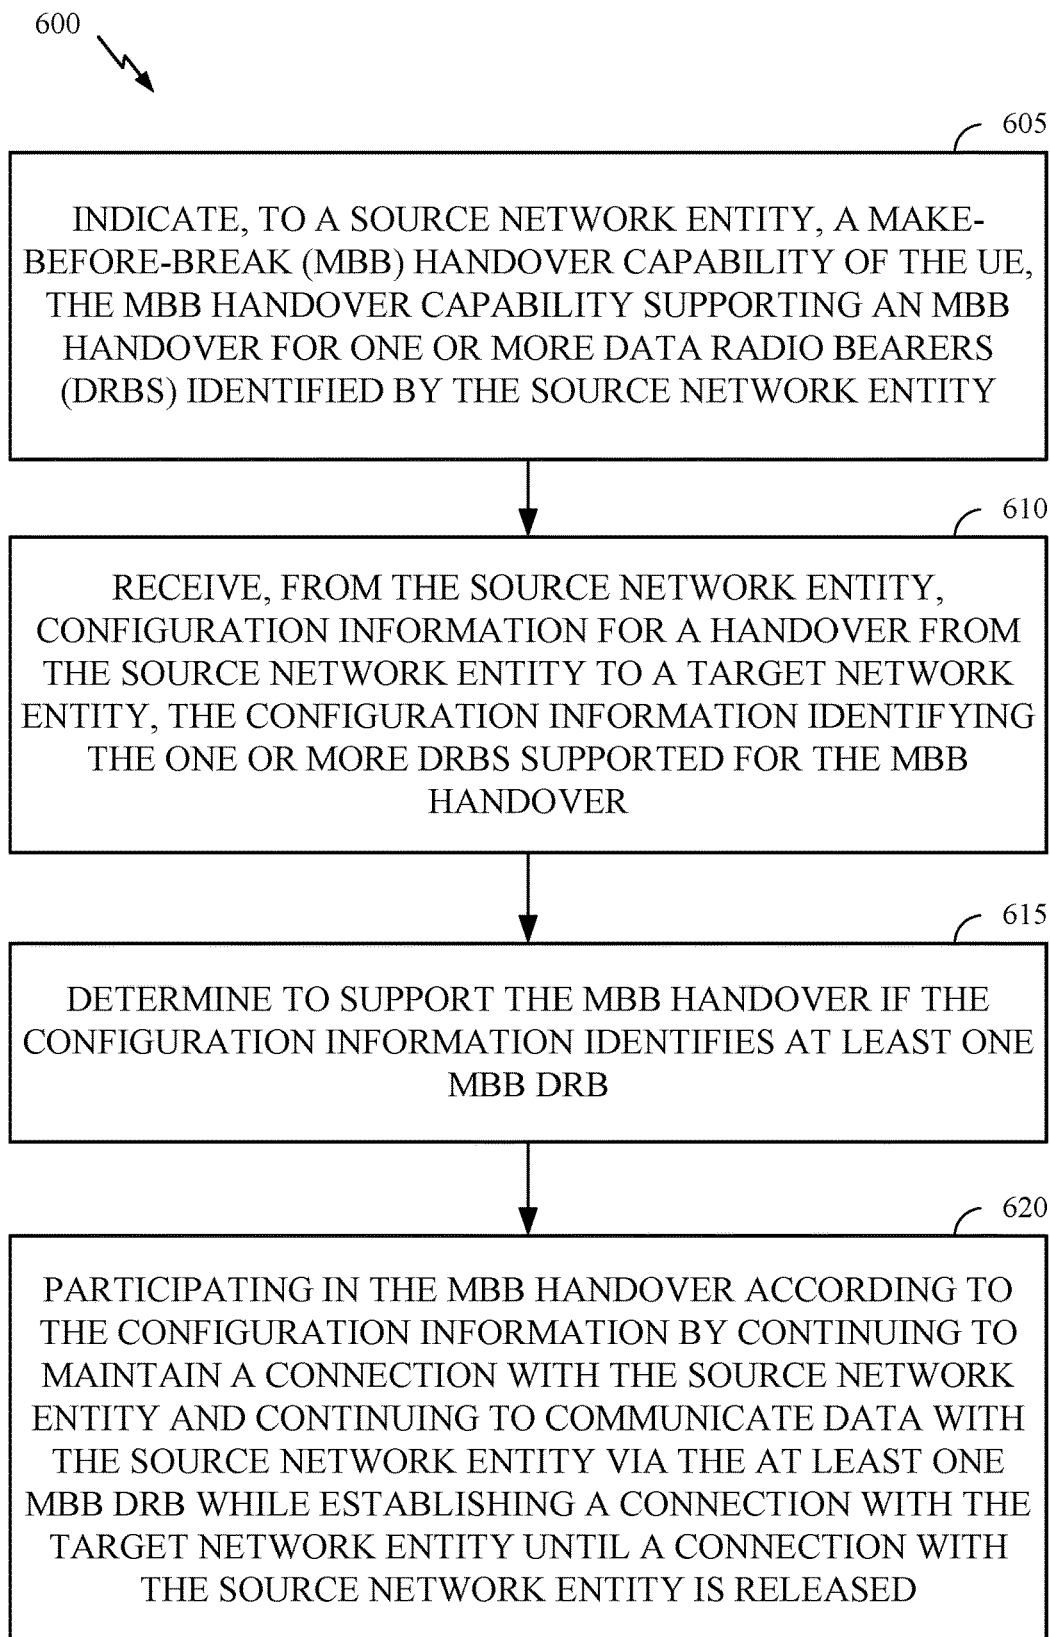 600
605
INDICATE, TO A SOURCE NETWORK ENTITY, A MAKE-
BEFORE-BREAK (MBB) HANDOVER CAPABILITY OF THE UE,
THE MBB HANDOVER CAPABILITY SUPPORTING AN MBB
HANDOVER FOR ONE OR MORE DATA RADIO BEARERS
(DRBS) IDENTIFIED BY THE SOURCE NETWORK ENTITY
610
RECEIVE, FROM THE SOURCE NETWORK ENTITY,
CONFIGURATION INFORMATION FOR A HANDOVER FROM
THE SOURCE NETWORK ENTITY TO A TARGET NETWORK
ENTITY, THE CONFIGURATION INFORMATION IDENTIFYING
THE ONE OR MORE DRBS SUPPORTED FOR THE MBB
HANDOVER
615
DETERMINE TO SUPPORT THE MBB HANDOVER IF THE
CONFIGURATION INFORMATION IDENTIFIES AT LEAST ONE
MBB DRB
620
PARTICIPATING IN THE MBB HANDOVER ACCORDING TO
THE CONFIGURATION INFORMATION BY CONTINUING TO
MAINTAIN A CONNECTION WITH THE SOURCE NETWORK
ENTITY AND CONTINUING TO COMMUNICATE DATA WITH
THE SOURCE NETWORK ENTITY VIA THE AT LEAST ONE
MBB DRB WHILE ESTABLISHING A CONNECTION WITH THE
TARGET NETWORK ENTITY UNTIL A CONNECTION WITH
THE SOURCE NETWORK ENTITY IS RELEASED